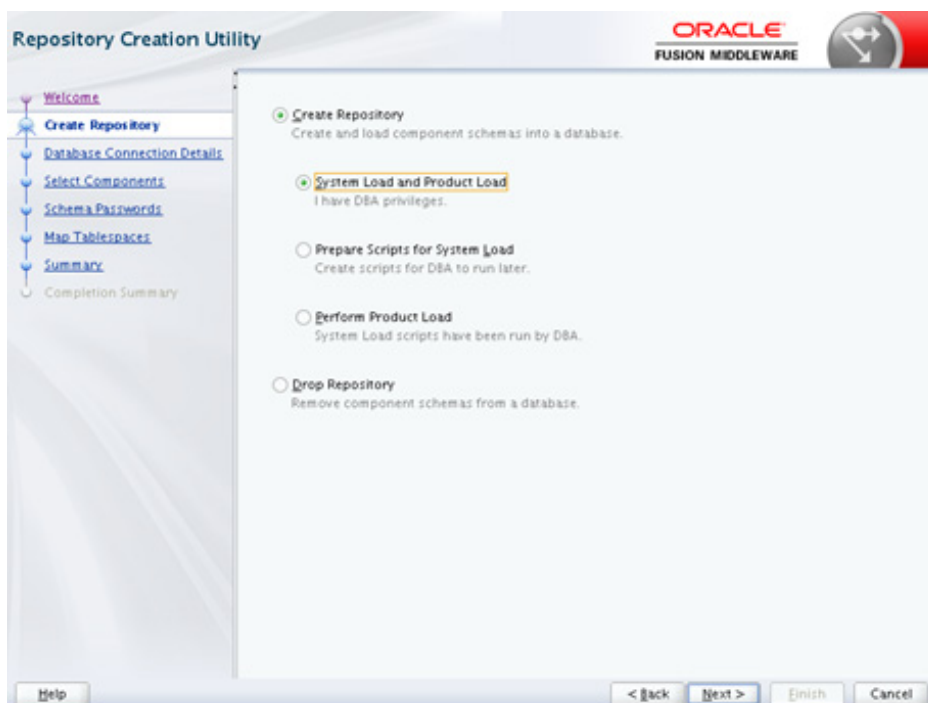 Repository Creation Utility
ORACLE
FUSION MIDDLEWARE
Welcome
Create Repository
Database Connection Details
Select Components
Schema Passwords
Map Tablespaces
Summary
Completion Summary
Create Repository
Create and load component schemas into a database.
System Load and Product Load
I have DBA privileges.
Prepare Scripts for System Load
Create scripts for DBA to run later.
Perform Product Load
System Load scripts have been run by DBA.
Drop Repository
Remove component schemas from a database.
Help
< Back
Next >
Finish
Cancel